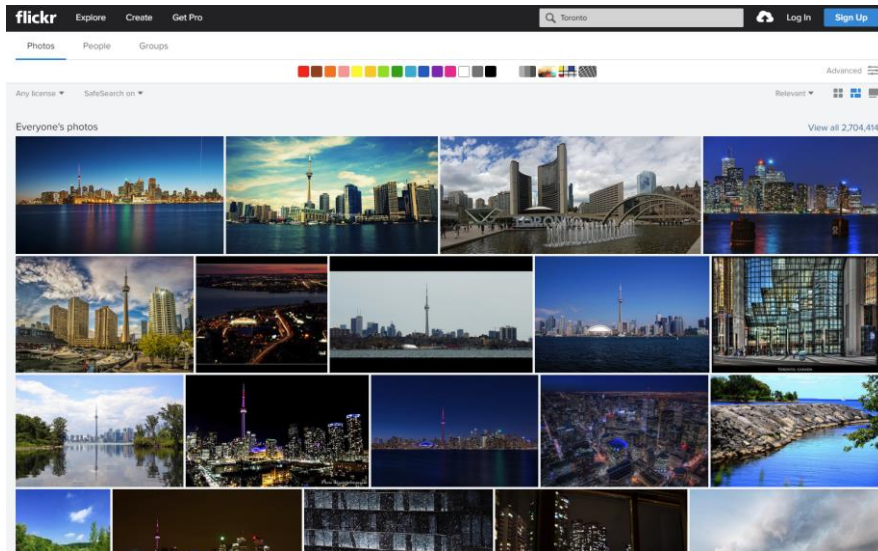 flickr Explore Create Get Pro Toronto Log In Sign Up
Photos People Groups
Advanced
Any license SafeSearch on Relevant
Everyone's photos View all 2,704,414
TORONTO